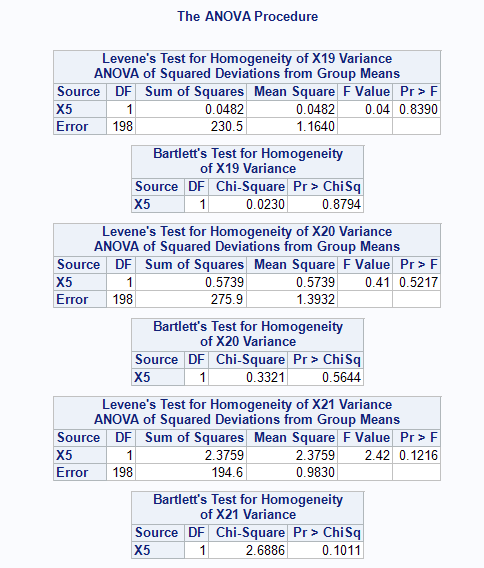 The ANOVA Procedure
Levene's Test for Homogeneity of X19 Variance
ANOVA of Squared Deviations from Group Means
Source DF Sum of Squares Mean Square F Value Pr > F
X5 1 0.0482 0.0482 0.04 0.8390
Error 198 230.5 1.1640
Bartlett's Test for Homogeneity
of X19 Variance
Source DF Chi-Square Pr > ChiSq
X5 1 0.0230 0.8794
Levene's Test for Homogeneity of X20 Variance
ANOVA of Squared Deviations from Group Means
Source DF Sum of Squares Mean Square F Value Pr > F
X5 1 0.5739 0.5739 0.41 0.5217
Error 198 275.9 1.3932
Bartlett's Test for Homogeneity
of X20 Variance
Source DF Chi-Square Pr > ChiSq
X5 1 0.3321 0.5644
Levene's Test for Homogeneity of X21 Variance
ANOVA of Squared Deviations from Group Means
Source DF Sum of Squares Mean Square F Value Pr > F
X5 1 2.3759 2.3759 2.42 0.1216
Error 198 194.6 0.9830
Bartlett's Test for Homogeneity
of X21 Variance
Source DF Chi-Square Pr > ChiSq
X5 1 2.6886 0.1011